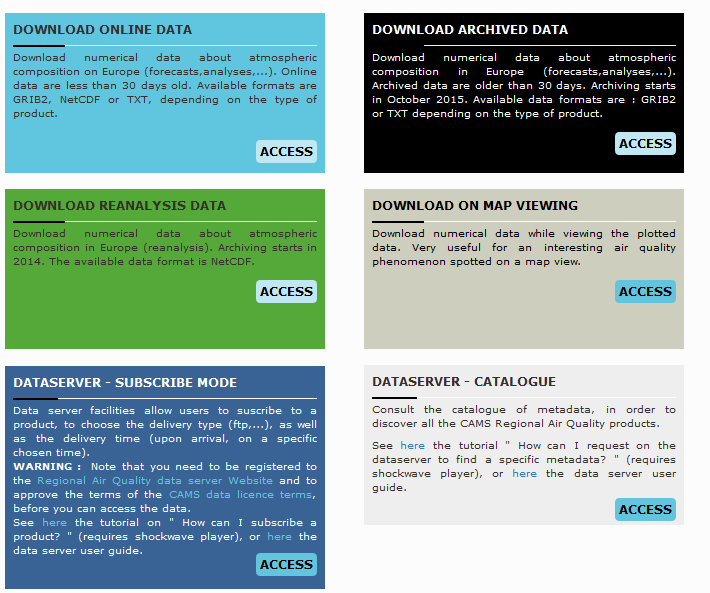 DOWNLOAD ONLINE DATA
Download numerical data about atmospheric
composition on Europe (forecasts,analyses,...). Online
data are less than 30 days old. Available formats are
GRIB2, NetCDF or TXT, depending on the type of
product.
ACCESS
DOWNLOAD ARCHIVED DATA
Download numerical data about atmospheric
composition in Europe (forecasts,analyses,...).
Archived data are older than 30 days. Archiving starts
in October 2015. Available data formats are : GRIB2
or TXT depending on the type of product.
ACCESS
DOWNLOAD REANALYSIS DATA
Download numerical data about atmospheric
composition in Europe (reanalysis). Archiving starts in
2014. The available data format is NetCDF.
ACCESS
DOWNLOAD ON MAP VIEWING
Download numerical data while viewing the plotted
data. Very useful for an interesting air quality
phenomenon spotted on a map view.
ACCESS
DATASERVER - SUBSCRIBE MODE
Data server facilities allow users to suscribe to a
product, to choose the delivery type (ftp,...), as well
as the delivery time (upon arrival, on a specific
chosen time).
WARNING : Note that you need to be registered to
the Regional Air Quality data server Website and to
approve the terms of the CAMS data licence terms,
before you can access the data.
See here the tutorial on " How can I subscribe a
product? " (requires shockwave player), or here the
data server user guide.
ACCESS
DATASERVER - CATALOGUE
Consult the catalogue of metadata, in order to
discover all the CAMS Regional Air Quality products.
See here the tutorial " How can I request on the
dataserver to find a specific metadata? " (requires
shockwave player), or here the data server user
guide.
ACCESS